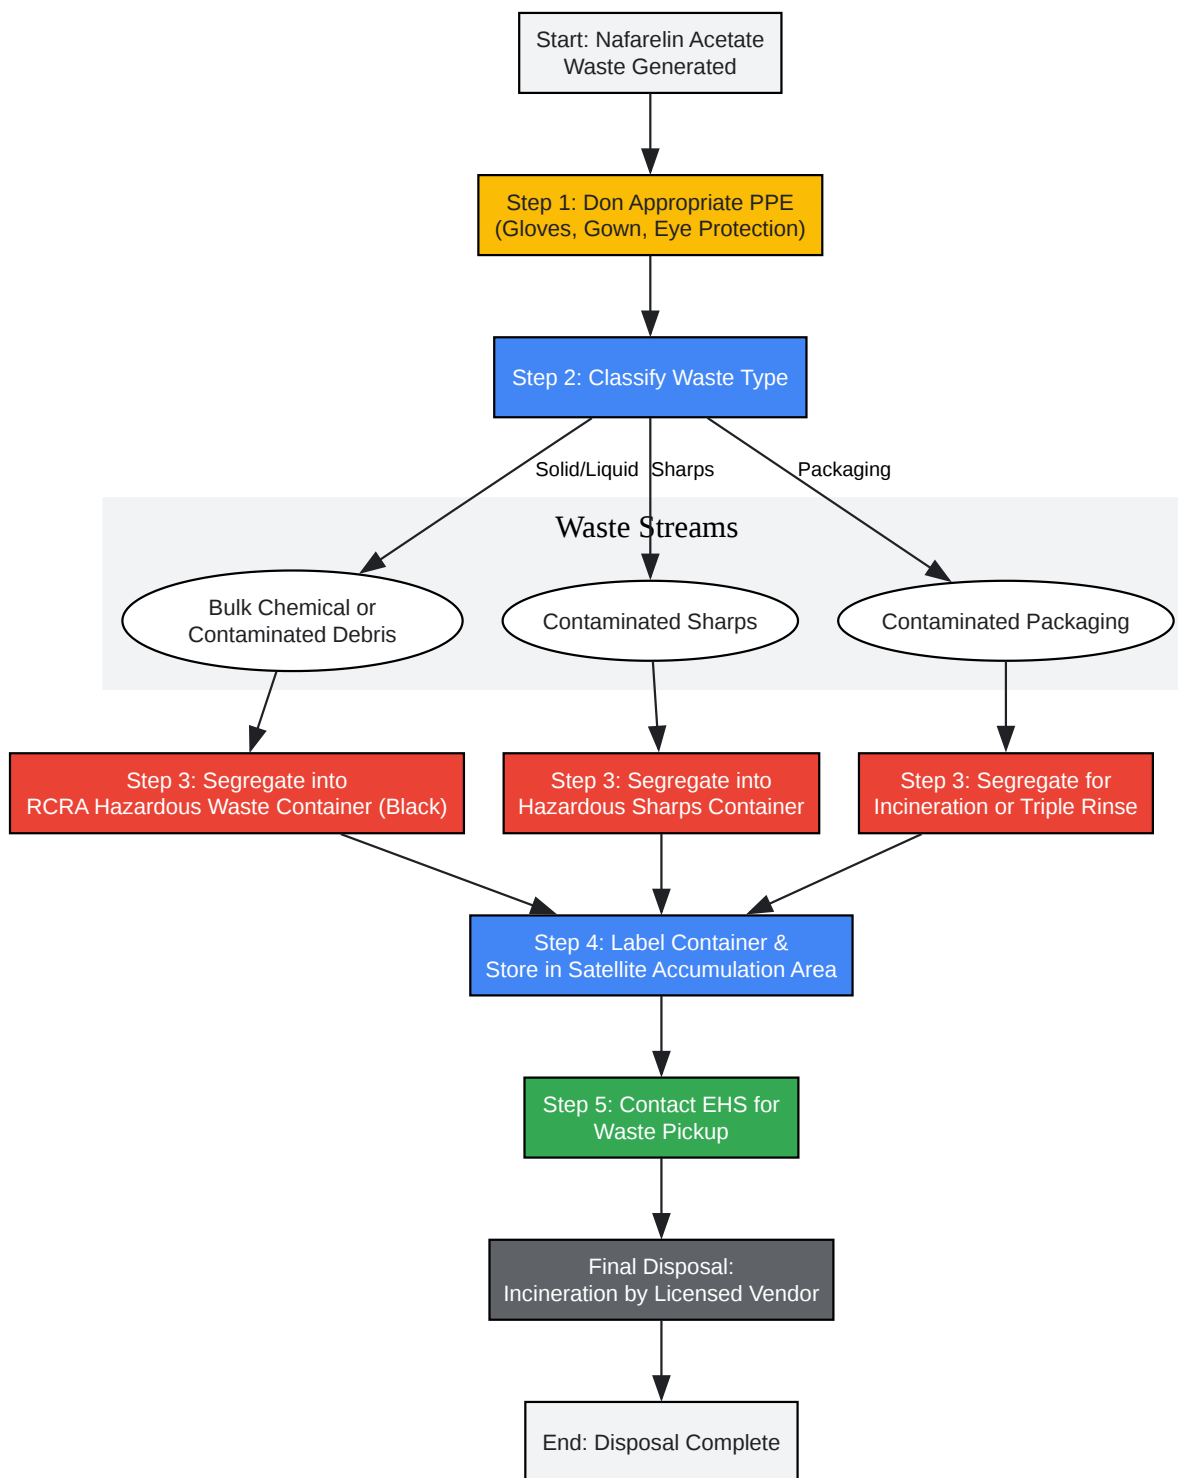 Start: Nafarelin Acetate
Waste Generated
Step 1: Don Appropriate PPE
(Gloves, Gown, Eye Protection)
Step 2: Classify Waste Type
Solid/Liquid
Sharps
Packaging
Waste Streams
Bulk Chemical or
Contaminated Debris
Contaminated Sharps
Contaminated Packaging
Step 3: Segregate into
RCRA Hazardous Waste Container (Black)
Step 3: Segregate into
Hazardous Sharps Container
Step 3: Segregate for
Incineration or Triple Rinse
Step 4: Label Container &
Store in Satellite Accumulation Area
Step 5: Contact EHS for
Waste Pickup
Final Disposal:
Incineration by Licensed Vendor
End: Disposal Complete